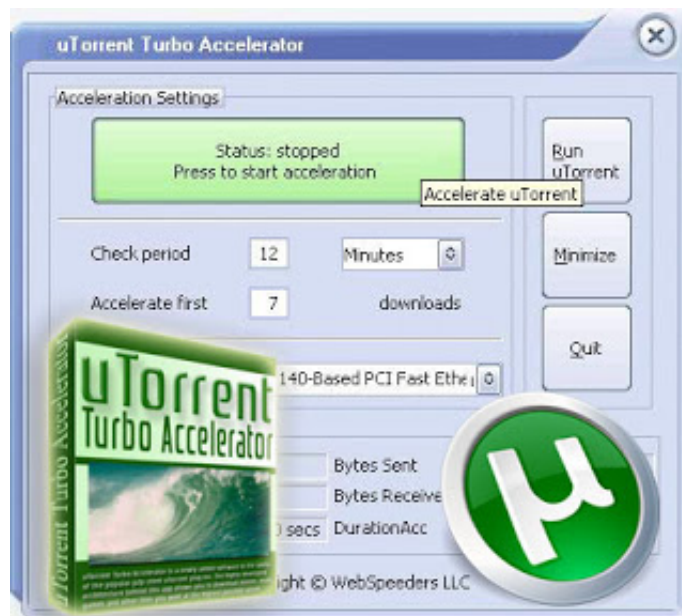 uTorrent Turbo Accelerator
Acceleration Settings
Status: stopped
Press to start acceleration
Run
uTorrent
Accelerate uTorrent
Check period 12 Minutes
Minimize
Accelerate first 7 downloads
Quit
140-Based PCI Fast Ethe
uTorrent
Turbo Accelerator
uTorrent Turbo Accelerator
Bytes Sent
Bytes Receive
secs DurationAcc
ight © WebSpeeders LLC
µ